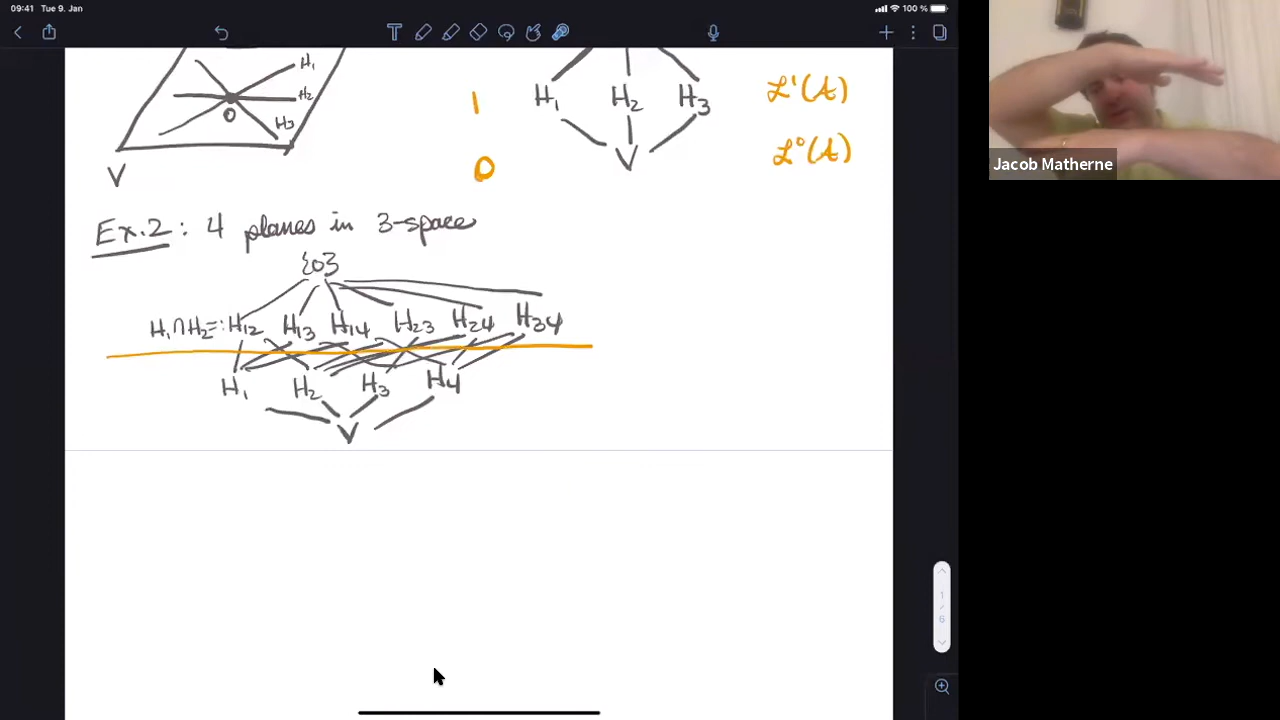 09:41 Tue 9. Jan
100 %
H₁
H₂
H₃
O
V
1
H₁ H₂ H₃
ℒ¹(A)
0
V
ℒ⁰(A)
Jacob Matherne
Ex.2: 4 planes in 3-space
{0}
H₁∩H₂=:H₁₂ H₁₃ H₁₄ H₂₃ H₂₄ H₃₄
H₁ H₂ H₃ H₄
V
1
/
6